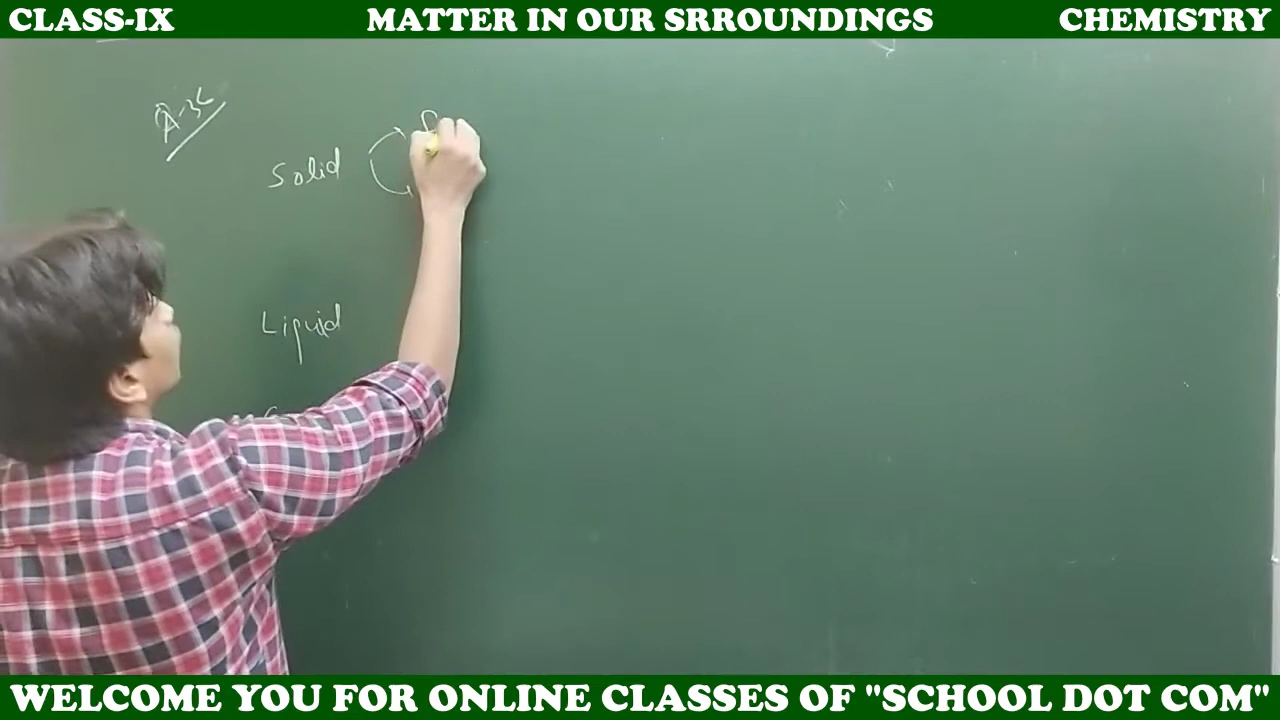 CLASS-IX MATTER IN OUR SRROUNDINGS CHEMISTRY
Solid
Liquid
WELCOME YOU FOR ONLINE CLASSES OF "SCHOOL DOT COM"